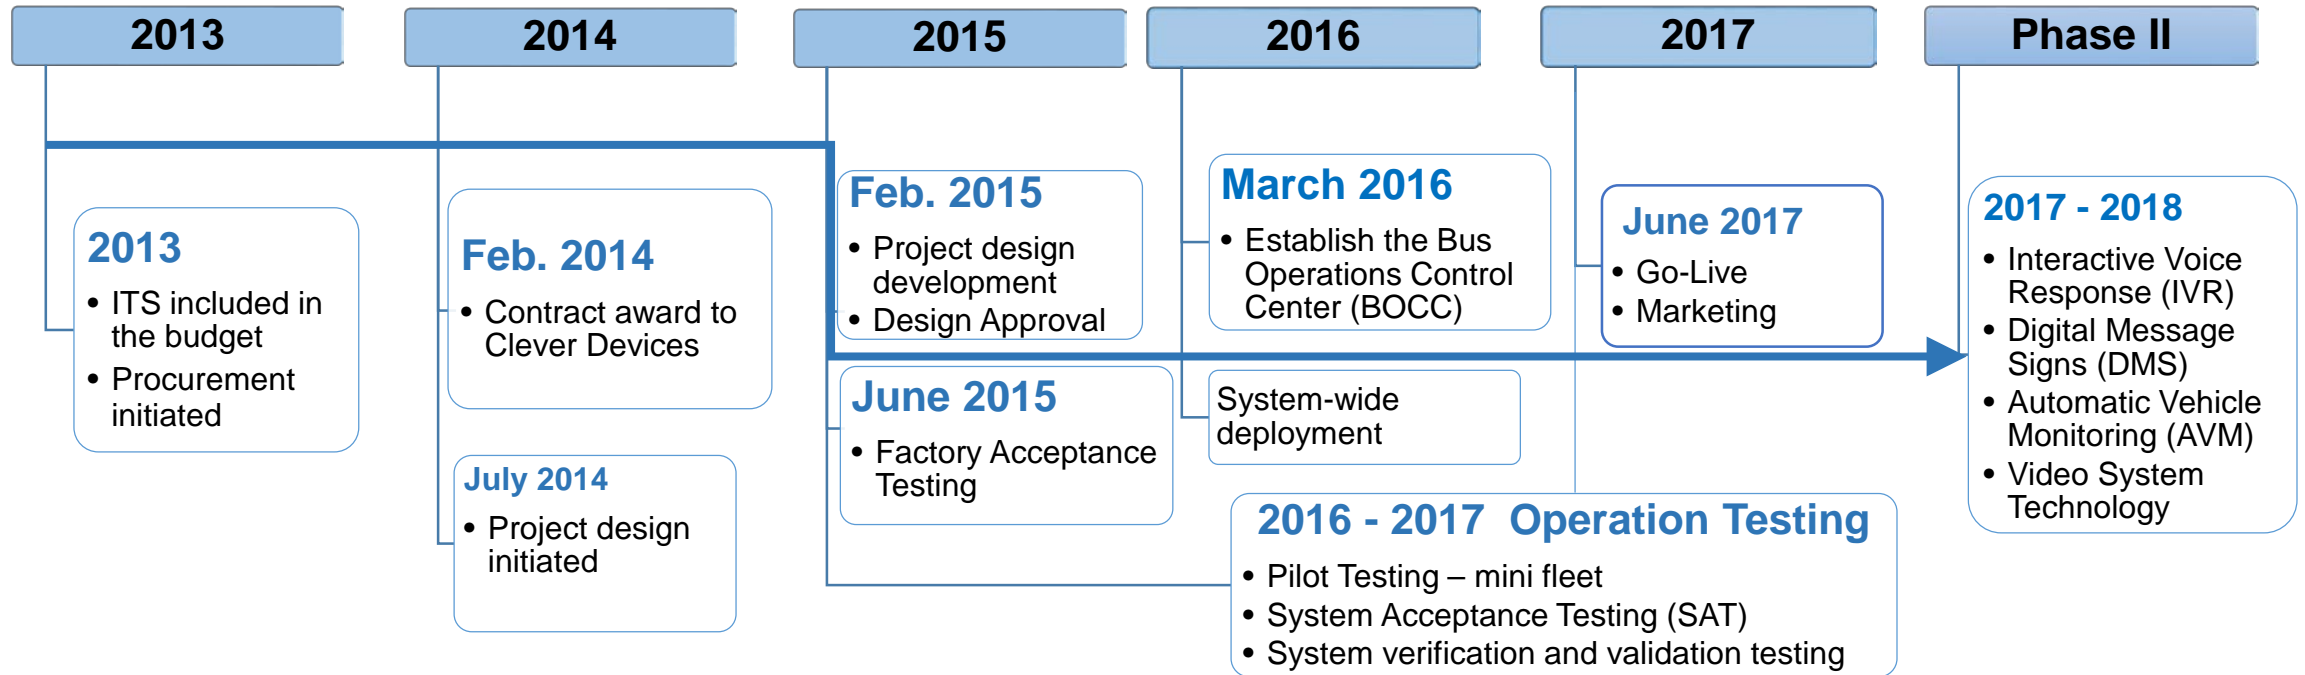 2013
2014
2015
2016
2017
Phase II
2013
• ITS included in
the budget
• Procurement
initiated
Feb. 2014
• Contract award to
Clever Devices
July 2014
• Project design
initiated
Feb. 2015
• Project design
development
• Design Approval
June 2015
• Factory Acceptance
Testing
March 2016
• Establish the Bus
Operations Control
Center (BOCC)
System-wide
deployment
2016 - 2017 Operation Testing
• Pilot Testing – mini fleet
• System Acceptance Testing (SAT)
• System verification and validation testing
June 2017
• Go-Live
• Marketing
2017 - 2018
• Interactive Voice
Response (IVR)
• Digital Message
Signs (DMS)
• Automatic Vehicle
Monitoring (AVM)
• Video System
Technology